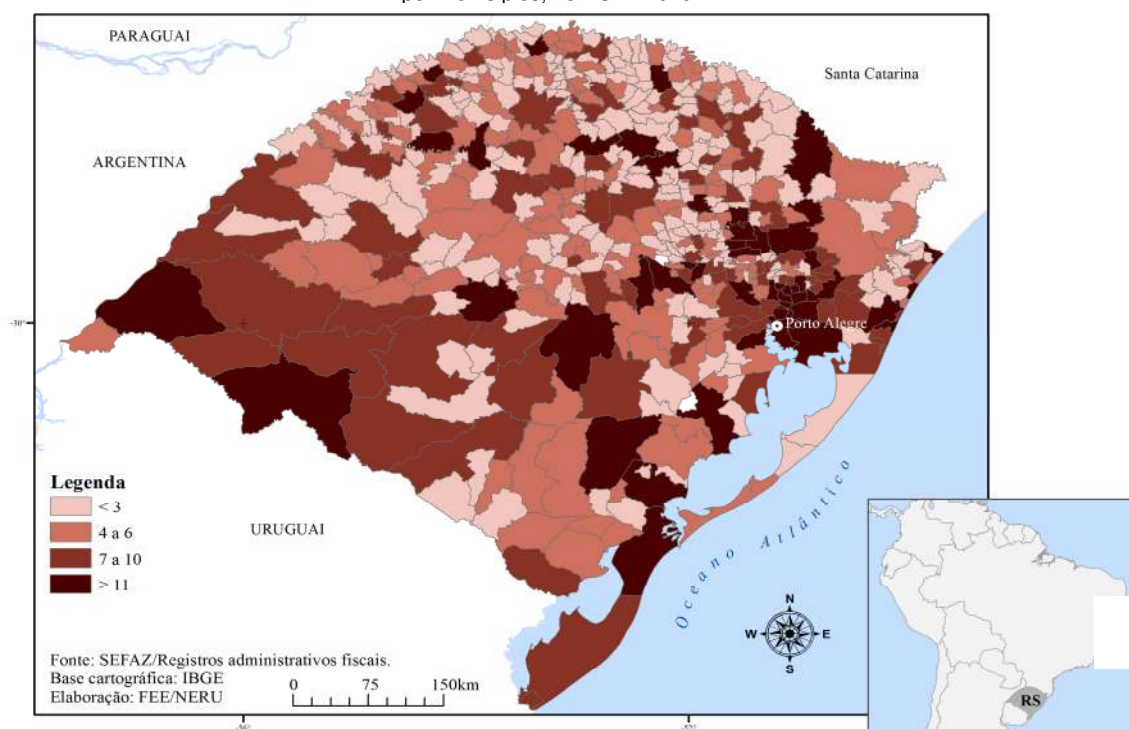 PARAGUAI
Santa Catarina
ARGENTINA
-30°
Porto Alegre
Legenda
< 3
4 a 6
7 a 10
> 11
URUGUAI
Oceano Atlântico
N
W E
S
Fonte: SEFAZ/Registros administrativos fiscais.
Base cartográfica: IBGE
Elaboração: FEE/NERU
0 75 150km
RS